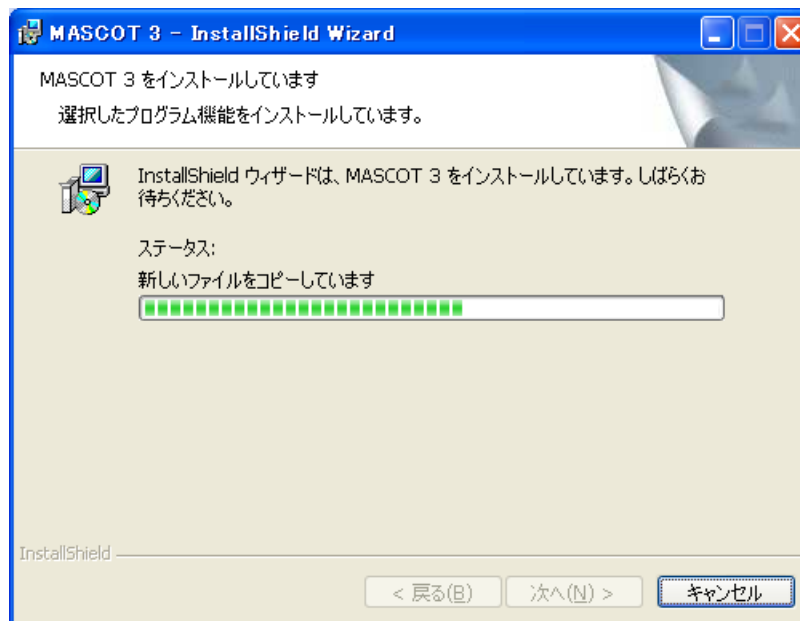 MASCOT 3 - InstallShield Wizard
MASCOT 3 をインストールしています
選択したプログラム機能をインストールしています。
InstallShield ウィザードは、MASCOT 3 をインストールしています。しばらくお
待ちください。
ステータス:
新しいファイルをコピーしています
InstallShield
< 戻る(B)
次へ(N) >
キャンセル